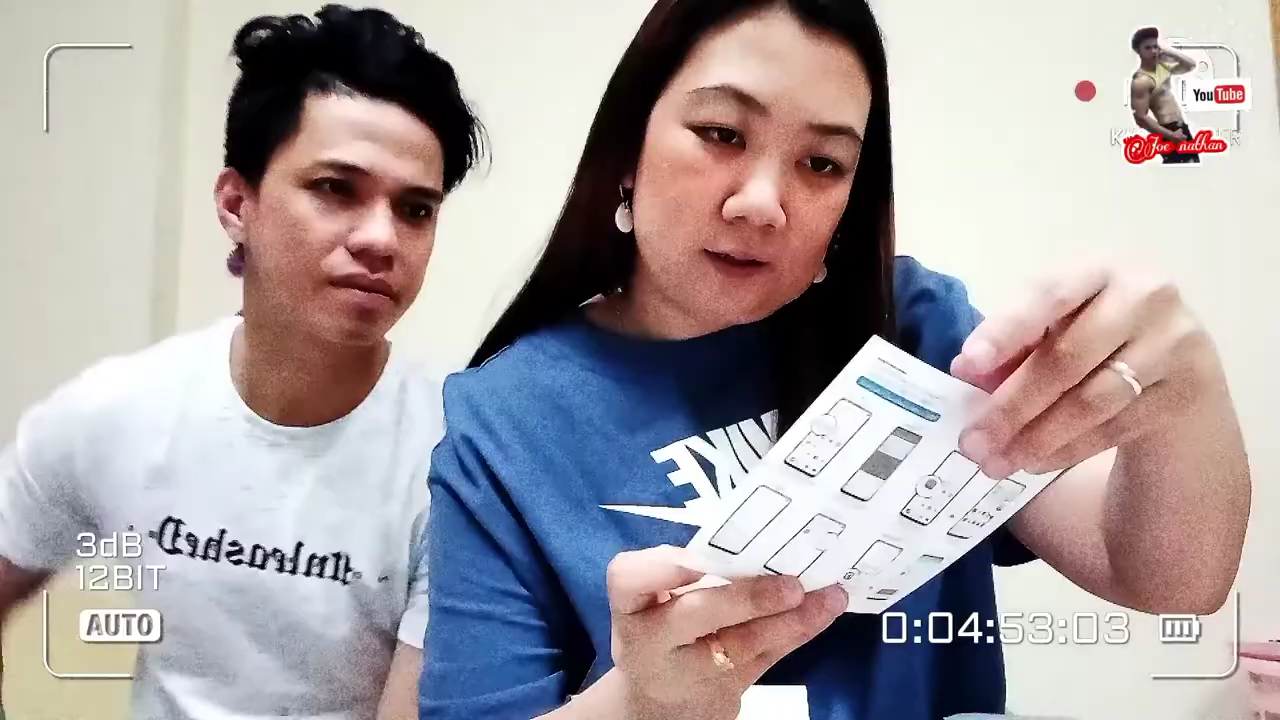 YouTube
@Joe nathan
NIKE
Unleashed
3dB
12BIT
AUTO
0:04:53:03